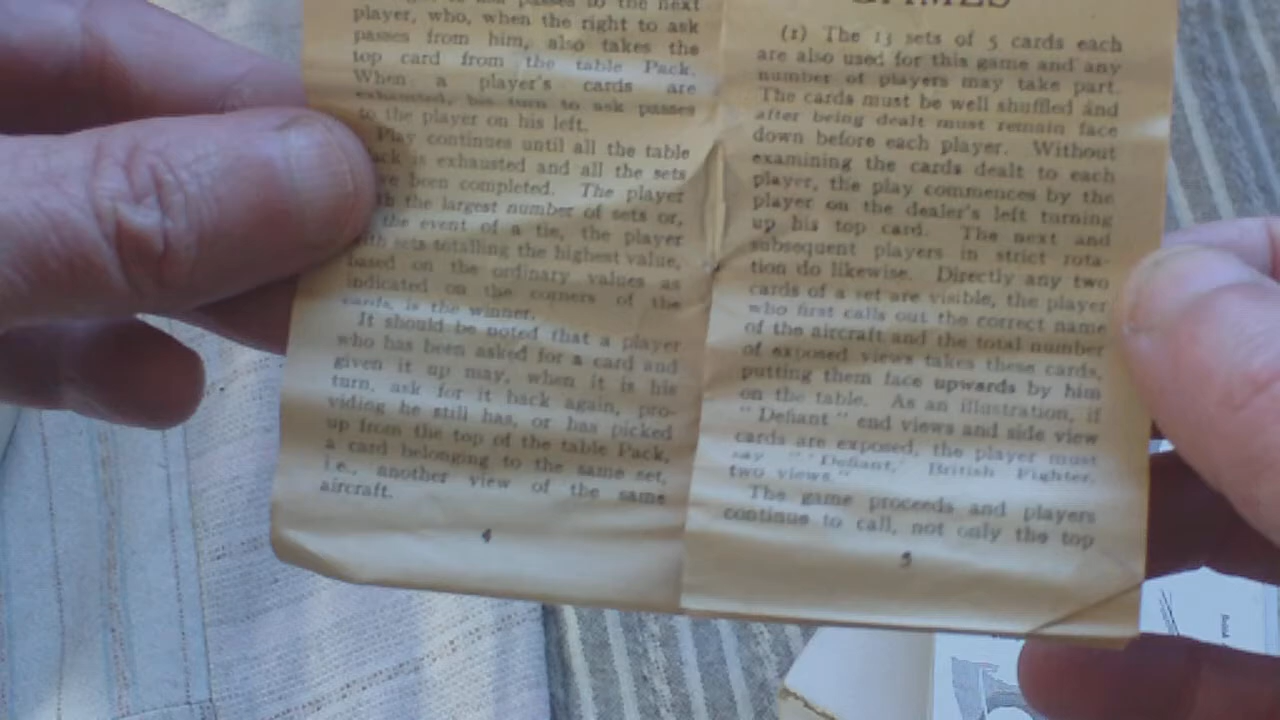 passes to the next
player, who, when the right to ask
passes from him, also takes the
top card from the table Pack.
When a player's cards are
exhausted, his turn to ask passes
to the player on his left.
Play continues until all the table
is exhausted and all the sets
been completed. The player
the largest number of sets or,
the event of a tie, the player
sets totalling the highest value,
based on the ordinary values as
indicated on the corners of the
cards, is the winner.
It should be noted that a player
who has been asked for a card and
given it up may, when it is his
turn, ask for it back again, pro-
viding he still has, or has picked
up from the top of the table Pack,
a card belonging to the same set,
i.e., another view of the same
aircraft.
4
GAMES
(1) The 13 sets of 5 cards each
are also used for this game and any
number of players may take part.
The cards must be well shuffled and
after being dealt must remain face
down before each player. Without
examining the cards dealt to each
player, the play commences by the
player on the dealer's left turning
up his top card. The next and
subsequent players in strict rota-
tion do likewise. Directly any two
cards of a set are visible, the player
who first calls out the correct name
of the aircraft and the total number
of exposed views takes these cards,
putting them face upwards by him
on the table. As an illustration, if
"Defiant" end views and side view
cards are exposed, the player must
say "'Defiant,' British Fighter,
two views."
The game proceeds and players
continue to call, not only the top
5
British